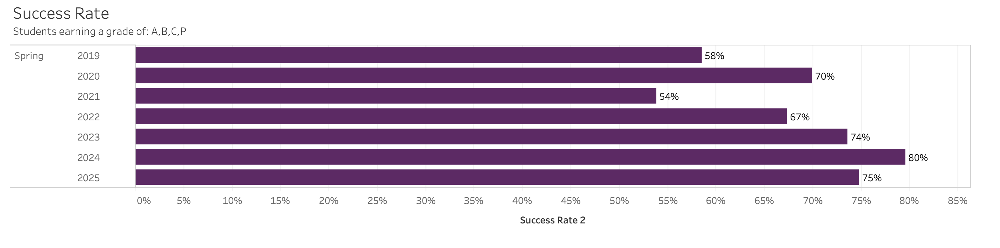 Success Rate
Students earning a grade of: A,B,C,P
Spring 2019 58%
2020 70%
2021 54%
2022 67%
2023 74%
2024 80%
2025 75%
0% 5% 10% 15% 20% 25% 30% 35% 40% 45% 50% 55% 60% 65% 70% 75% 80% 85%
Success Rate 2